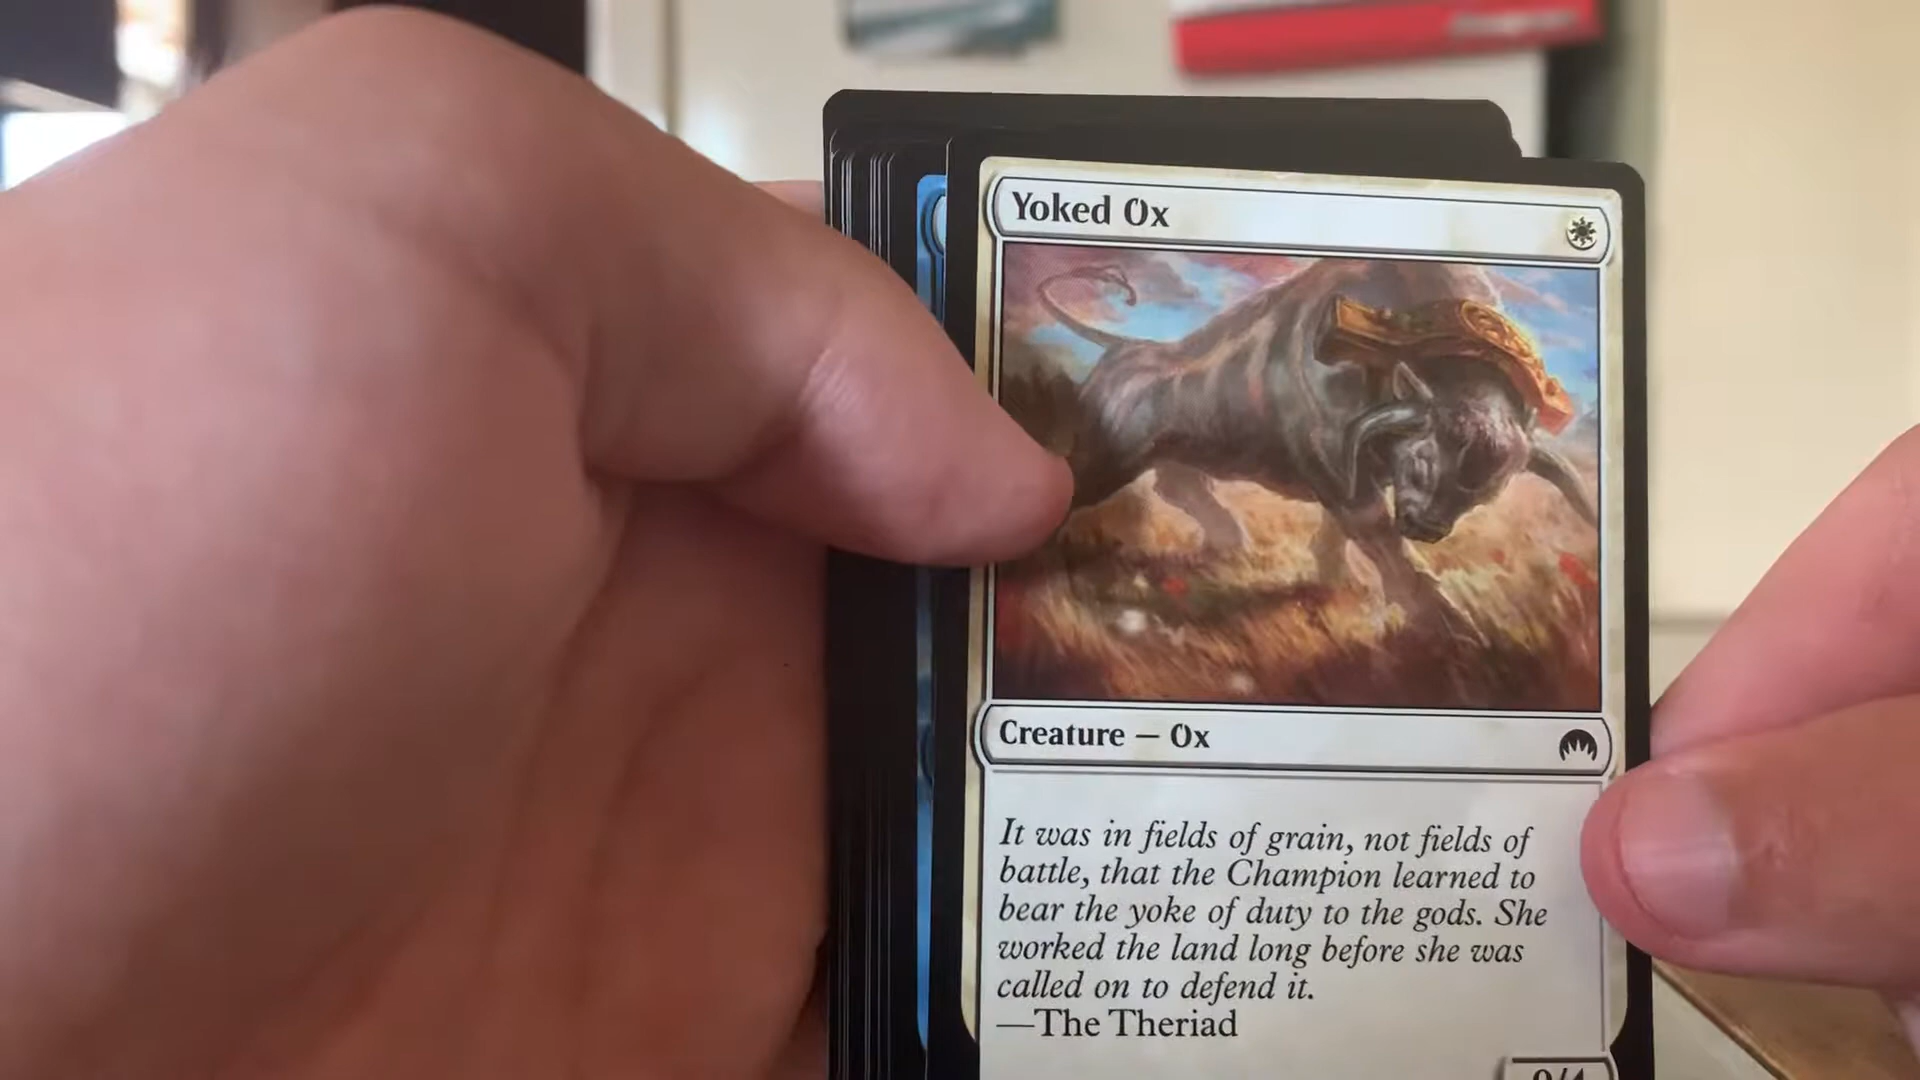 Yoked Ox
Creature — Ox
It was in fields of grain, not fields of
battle, that the Champion learned to
bear the yoke of duty to the gods. She
worked the land long before she was
called on to defend it.
—The Theriad
0/4